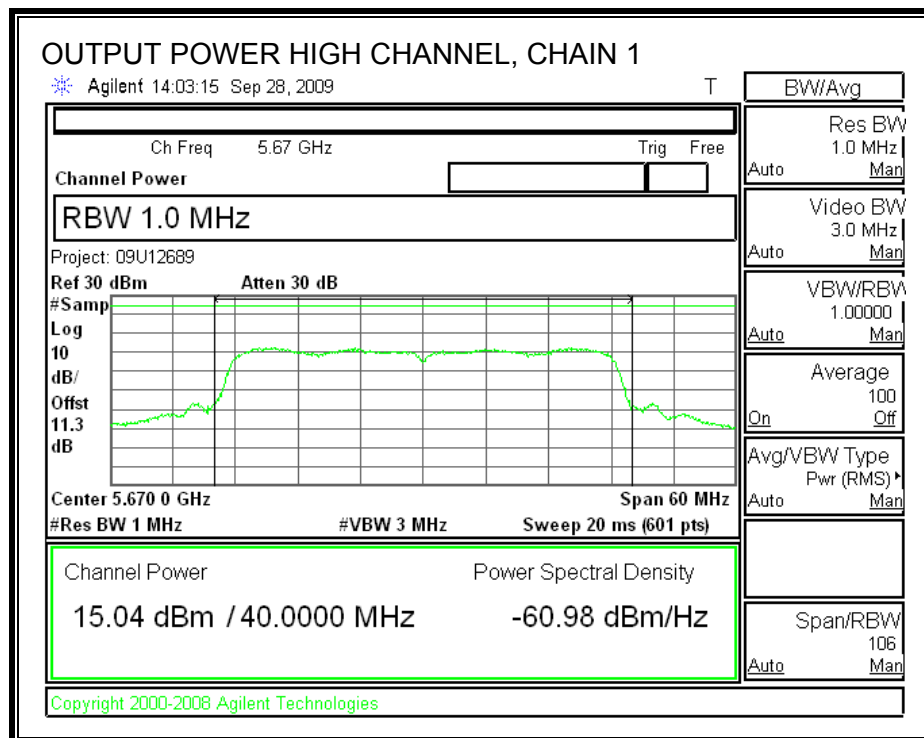 OUTPUT POWER HIGH CHANNEL, CHAIN 1
Agilent 14:03:15 Sep 28, 2009 T
BW/Avg
Ch Freq 5.67 GHz Trig Free
Channel Power
RBW 1.0 MHz
Project: 09U12689
Ref 30 dBm Atten 30 dB
#Samp
Log
10
dB/
Offst
11.3
dB
Center 5.670 0 GHz Span 60 MHz
#Res BW 1 MHz #VBW 3 MHz Sweep 20 ms (601 pts)
Channel Power Power Spectral Density
15.04 dBm / 40.0000 MHz -60.98 dBm/Hz
Copyright 2000-2008 Agilent Technologies
Res BW
1.0 MHz
Auto Man
Video BW
3.0 MHz
Auto Man
VBW/RBW
1.00000
Auto Man
Average
100
On Off
Avg/VBW Type
Pwr (RMS)
Auto Man
Span/RBW
106
Auto Man